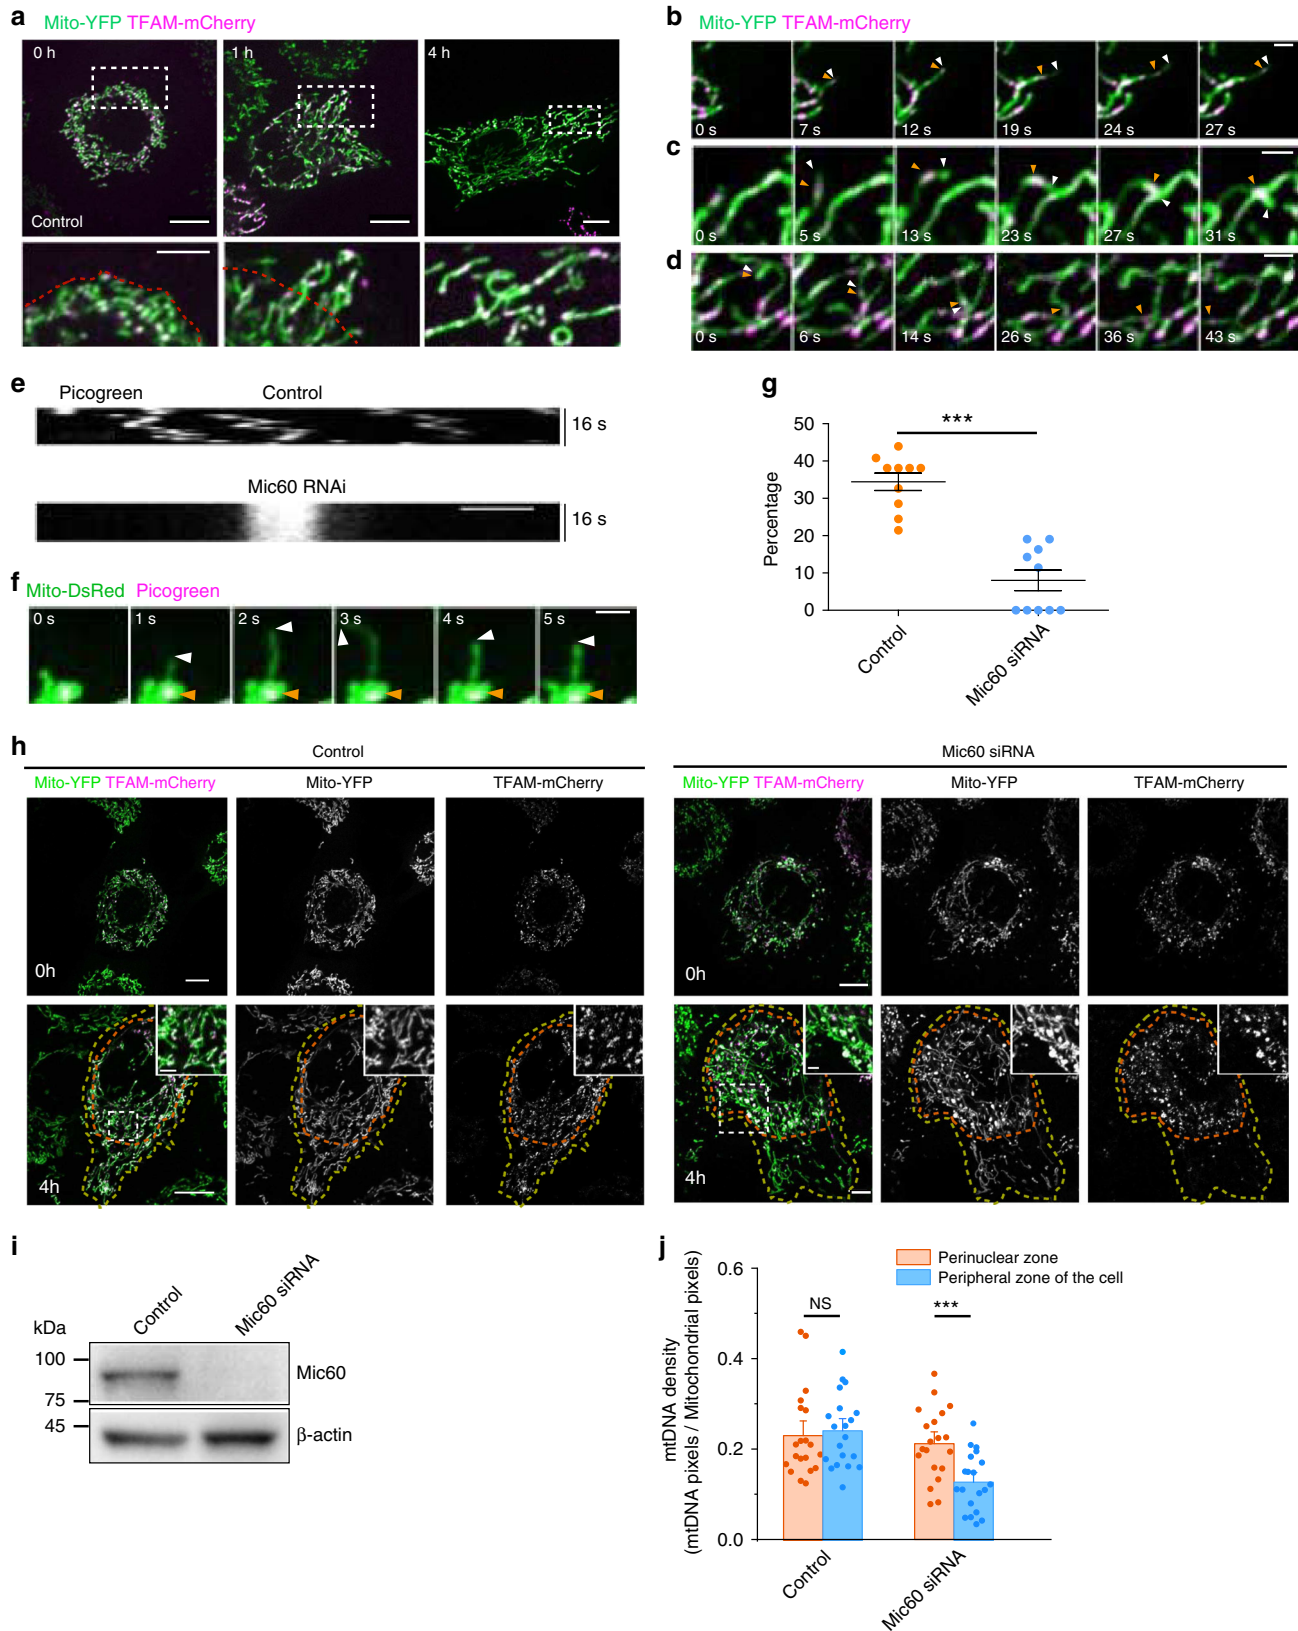 a
Mito-YFP TFAM-mCherry
0 h
1 h
4 h
Control
b
Mito-YFP TFAM-mCherry
0 s
7 s
12 s
19 s
24 s
27 s
c
0 s
5 s
13 s
23 s
27 s
31 s
d
0 s
6 s
14 s
26 s
36 s
43 s
e
Picogreen
Control
16 s
Mic60 RNAi
16 s
f
Mito-DsRed Picogreen
0 s
1 s
2 s
3 s
4 s
5 s
g
***
Percentage
50
40
30
20
10
0
Control
Mic60 siRNA
h
Control
Mito-YFP TFAM-mCherry
Mito-YFP
TFAM-mCherry
0h
4h
Mic60 siRNA
Mito-YFP TFAM-mCherry
Mito-YFP
TFAM-mCherry
0h
4h
i
Control
Mic60 siRNA
kDa
100
75
45
Mic60
β-actin
j
Perinuclear zone
Peripheral zone of the cell
mtDNA density
(mtDNA pixels / Mitochondrial pixels)
0.6
0.4
0.2
0.0
NS
***
Control
Mic60 siRNA